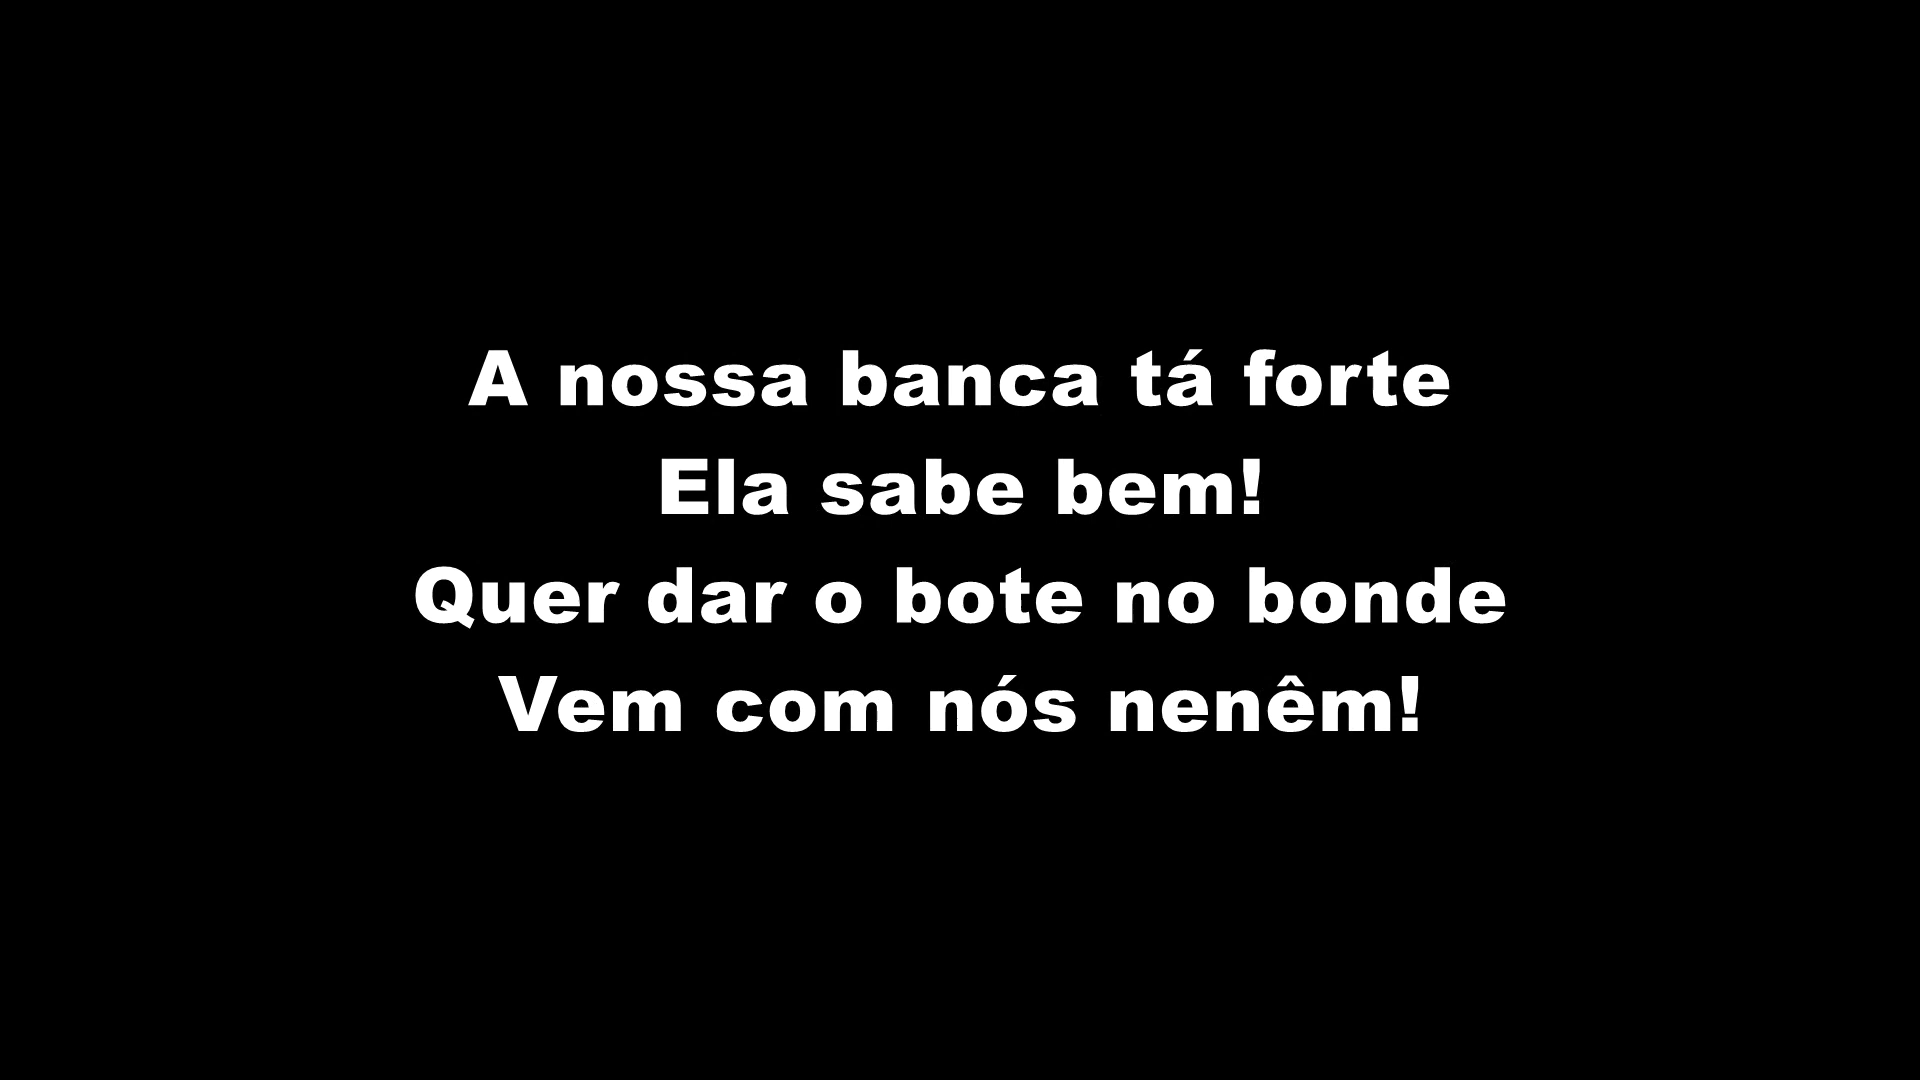 A nossa banca tá forte
Ela sabe bem!
Quer dar o bote no bonde
Vem com nós nenêm!